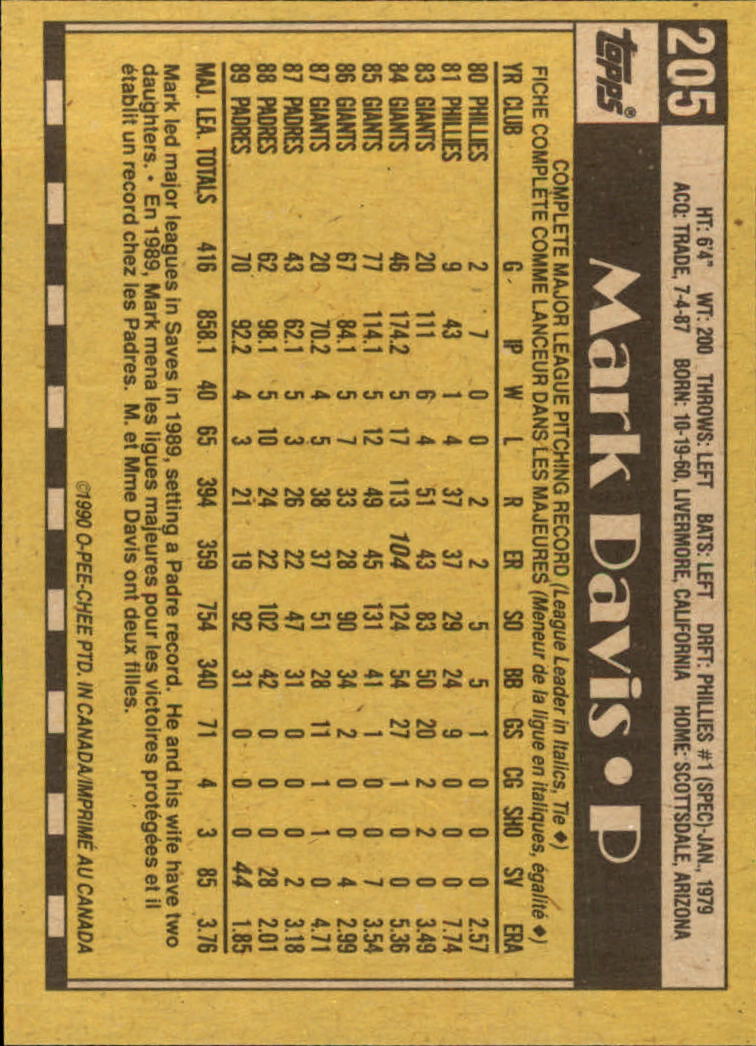 205
HT: 6'4" WT: 200 THROWS: LEFT BATS: LEFT DRFT: PHILLIES #1 (SPEC)-JAN., 1979
ACQ: TRADE, 7-4-87 BORN: 10-19-60, LIVERMORE, CALIFORNIA HOME: SCOTTSDALE, ARIZONA
topps®
Mark Davis • P
COMPLETE MAJOR LEAGUE PITCHING RECORD (League Leader in Italics, Tie ♦)
FICHE COMPLÈTE COMME LANCEUR DANS LES MAJEURES (Meneur de la ligue en italiques, égalité ♦)
YR CLUB G IP W L R ER SO BB GS CG SHO SV ERA
80 PHILLIES 2 7 0 0 2 2 5 5 1 0 0 0 2.57
81 PHILLIES 9 43 1 4 37 37 29 24 9 0 0 0 7.74
83 GIANTS 20 111 6 4 51 43 83 50 20 2 2 0 3.49
84 GIANTS 46 174.2 5 17 113 104 124 54 27 1 0 0 5.36
85 GIANTS 77 114.1 5 12 49 45 131 41 1 0 0 7 3.54
86 GIANTS 67 84.1 5 7 33 28 90 34 2 0 0 4 2.99
87 GIANTS 20 70.2 4 5 38 37 51 28 11 1 1 0 4.71
87 PADRES 43 62.1 5 3 26 22 47 31 0 0 0 2 3.18
88 PADRES 62 98.1 5 10 24 22 102 42 0 0 0 28 2.01
89 PADRES 70 92.2 4 3 21 19 92 31 0 0 0 44 1.85
MAJ. LEA. TOTALS 416 858.1 40 65 394 359 754 340 71 4 3 85 3.76
Mark led major leagues in Saves in 1989, setting a Padre record. He and his wife have two
daughters. • En 1989, Mark mena les ligues majeures pour les victoires protégées et il
établit un record chez les Padres. M. et Mme Davis ont deux filles.
©1990 O-PEE-CHEE PTD. IN CANADA/IMPRIMÉ AU CANADA